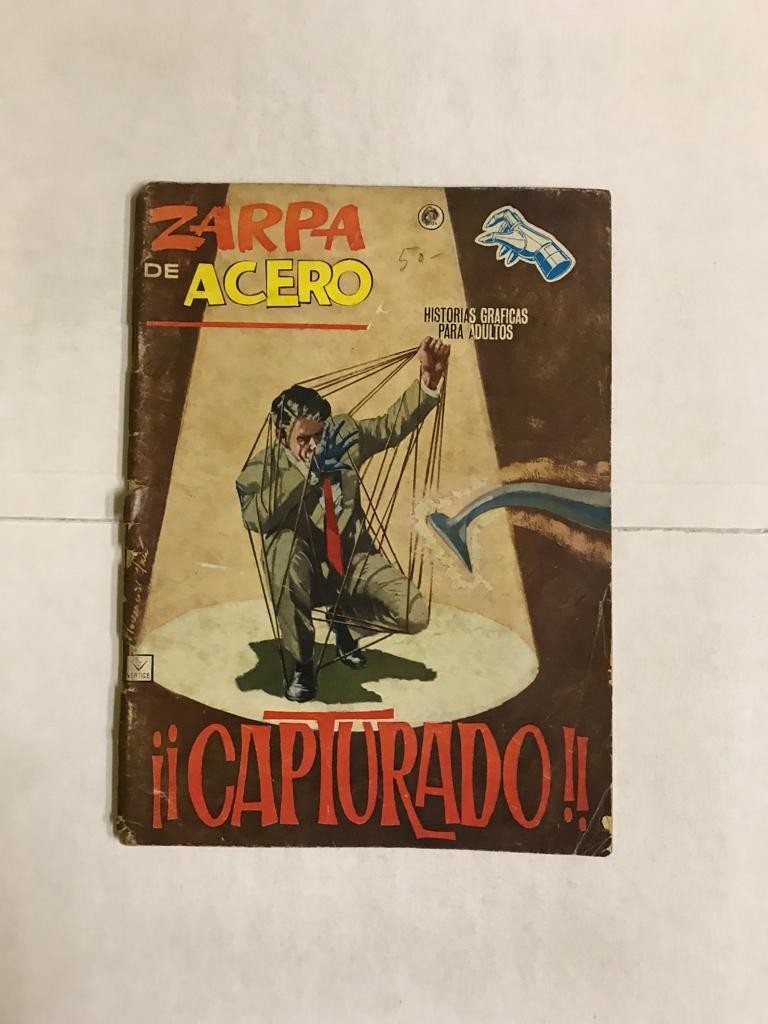 ZARPA
DE ACERO
50-
HISTORIAS GRAFICAS
PARA ADULTOS
VERTICE
¡¡CAPTURADO!!